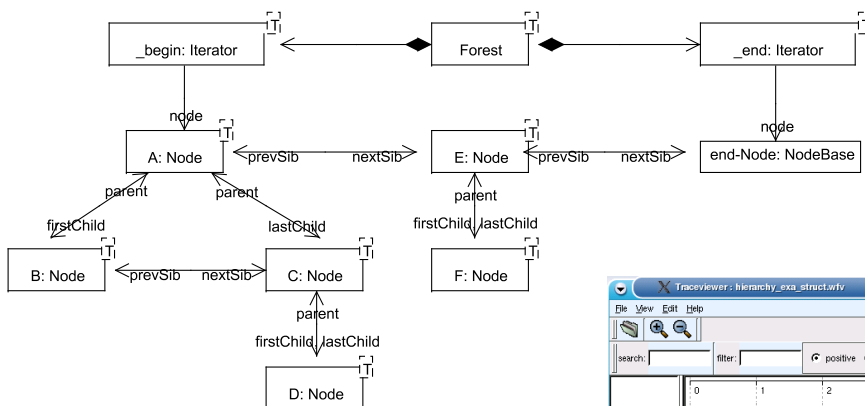 T
T
T
_begin: Iterator
Forest
_end: Iterator
node
node
T
T
A: Node
prevSib
nextSib
E: Node
prevSib
nextSib
end-Node: NodeBase
parent
parent
parent
firstChild
lastChild
firstChild
lastChild
T
T
T
B: Node
prevSib
nextSib
C: Node
F: Node
parent
firstChild
lastChild
T
D: Node
Traceviewer : hierarchy_exa_struct.wfv
File View Edit Help
search:
filter:
positive
0
1
2